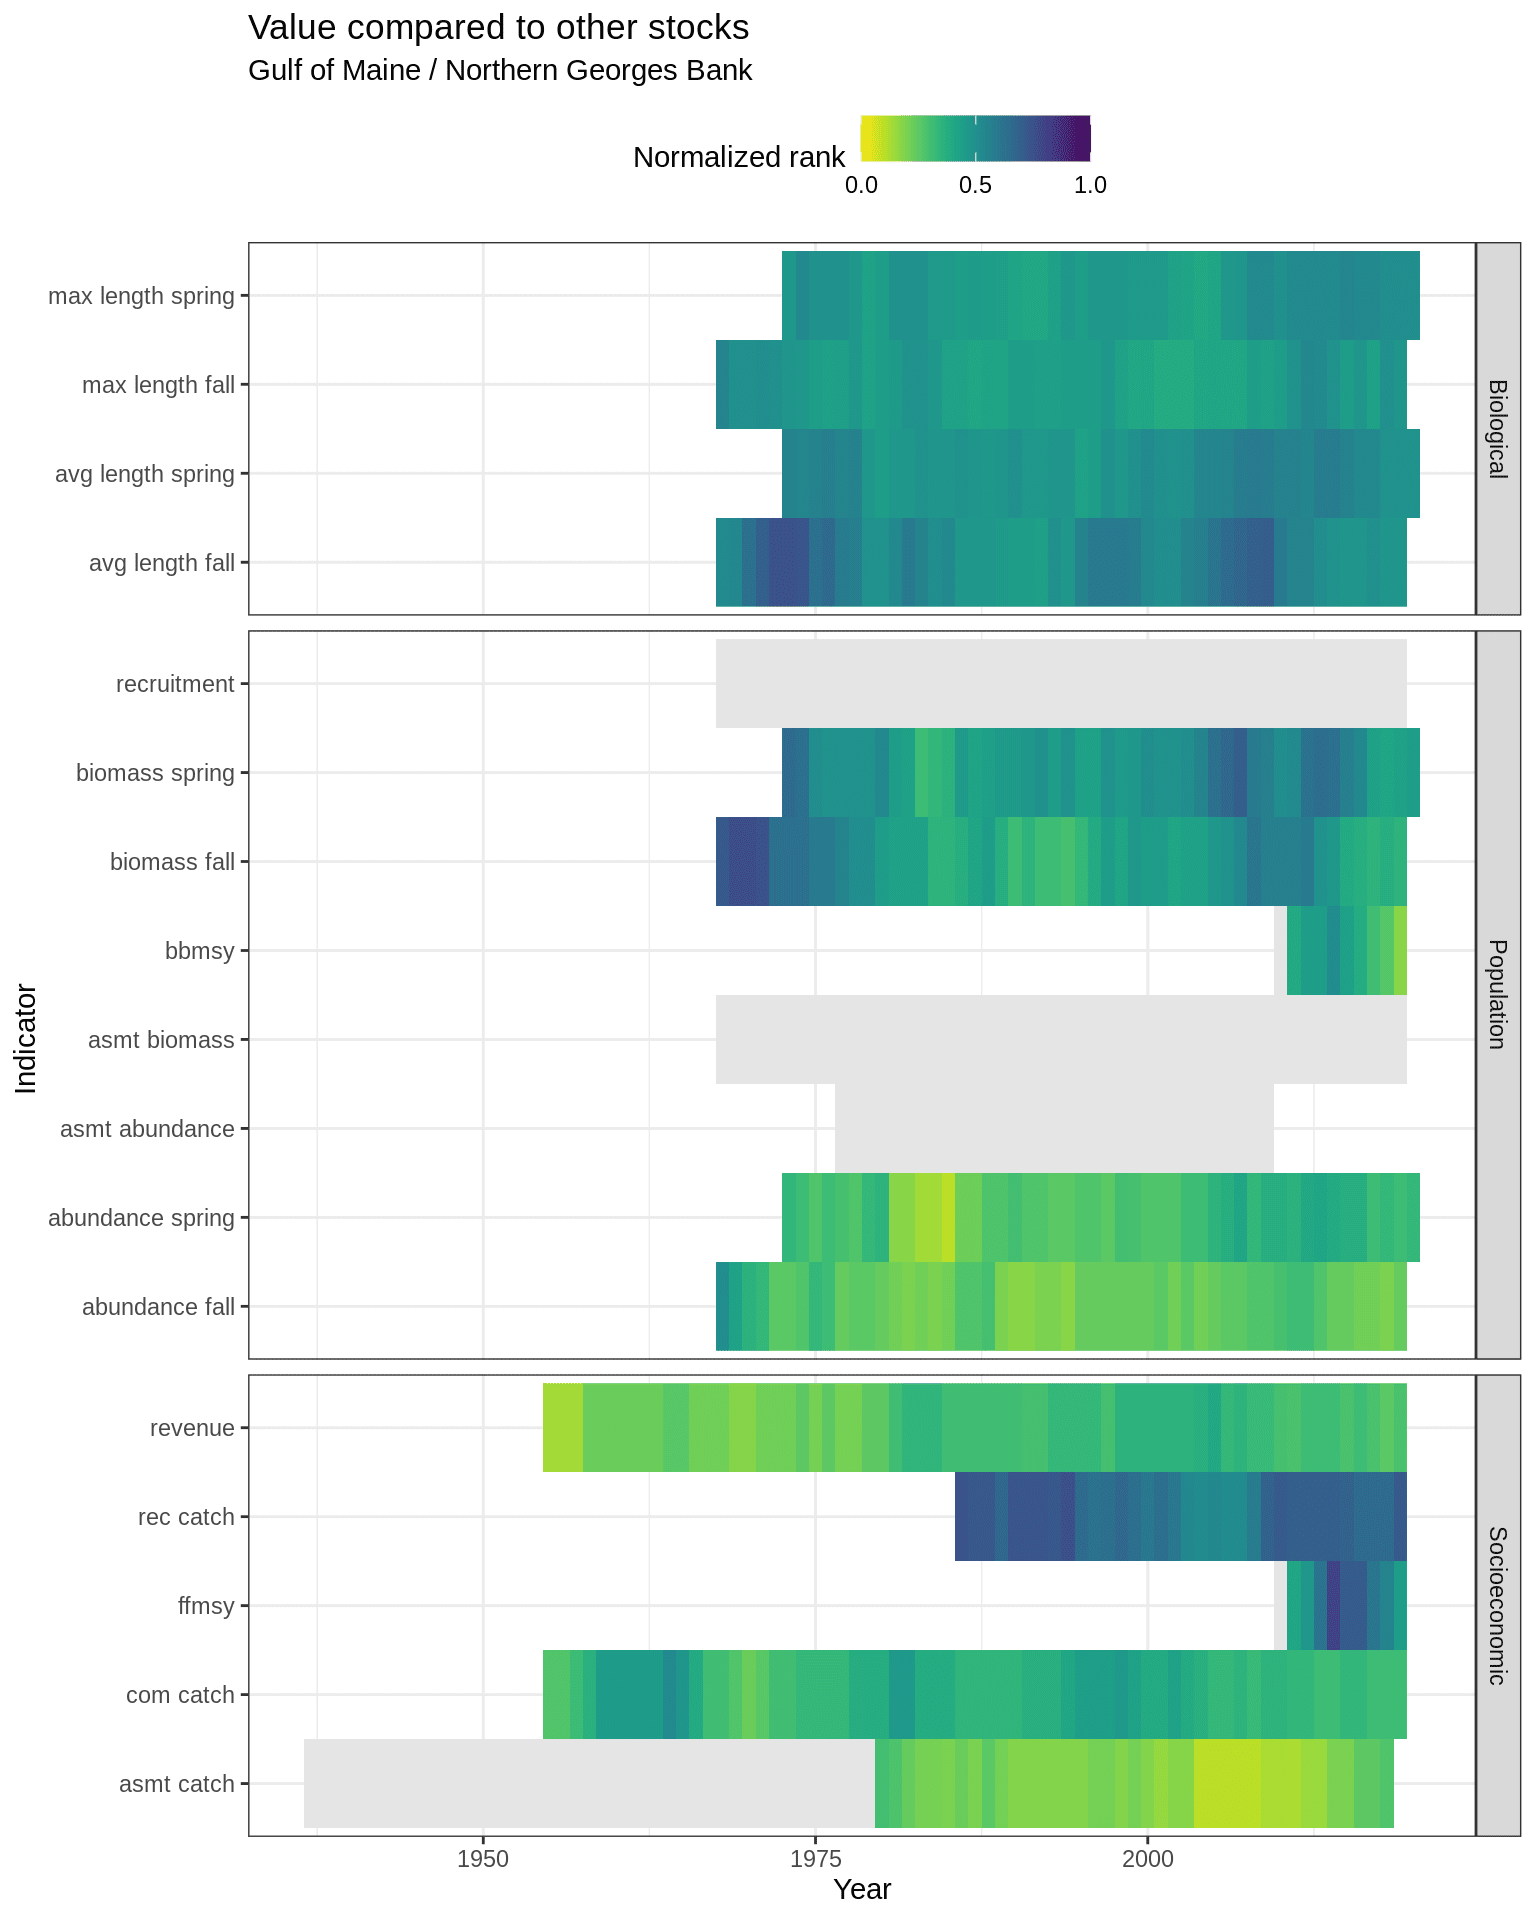 Value compared to other stocks
Gulf of Maine / Northern Georges Bank
Normalized rank
0.0 0.5 1.0
max length spring
max length fall
avg length spring
avg length fall
Biological
recruitment
biomass spring
biomass fall
bbmsy
asmt biomass
asmt abundance
abundance spring
abundance fall
Population
revenue
rec catch
ffmsy
com catch
asmt catch
Socioeconomic
Indicator
1950 1975 2000
Year